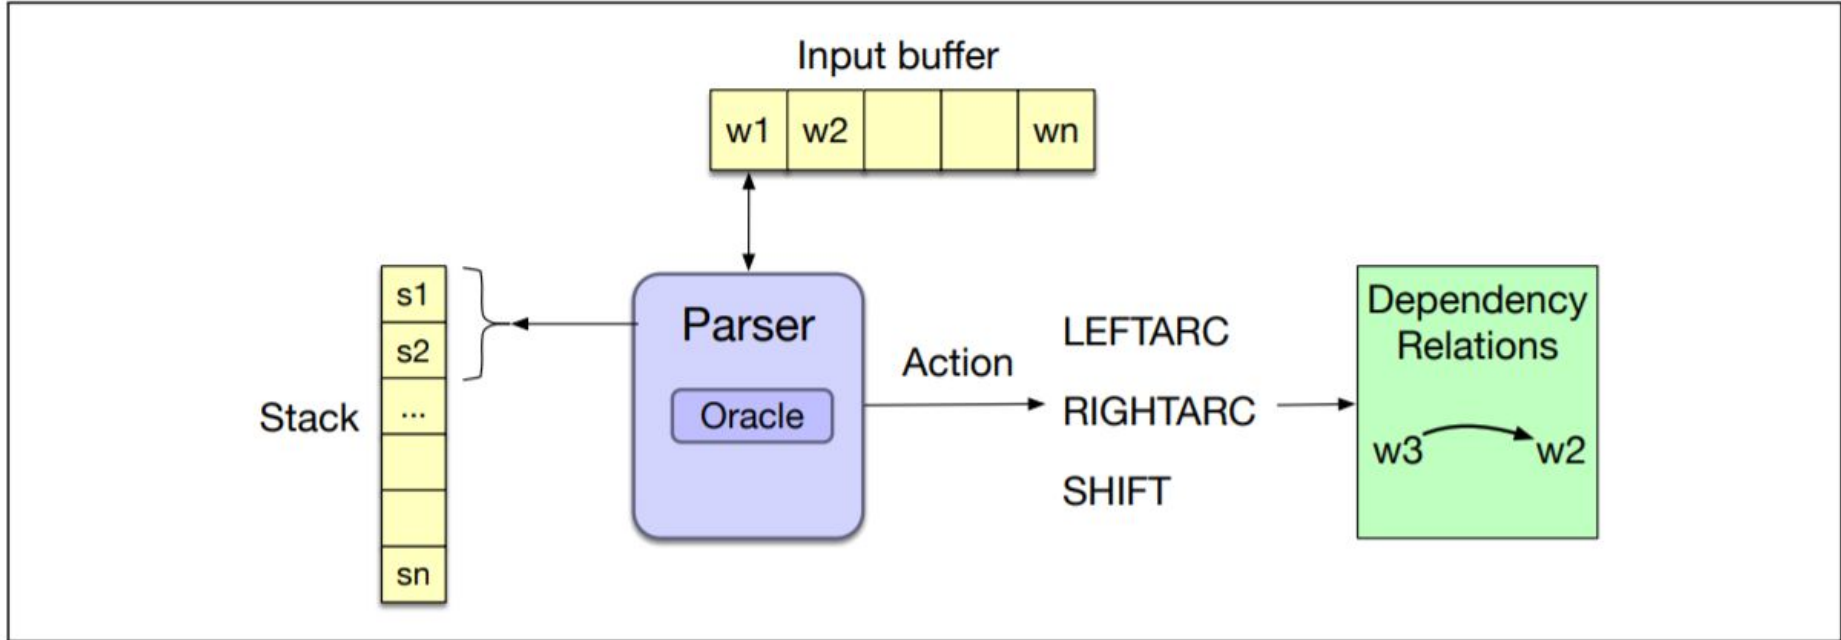 Input buffer
w1 w2 wn
s1
s2
...
sn
Stack
Parser
Oracle
Action
LEFTARC
RIGHTARC
SHIFT
Dependency
Relations
w3 w2